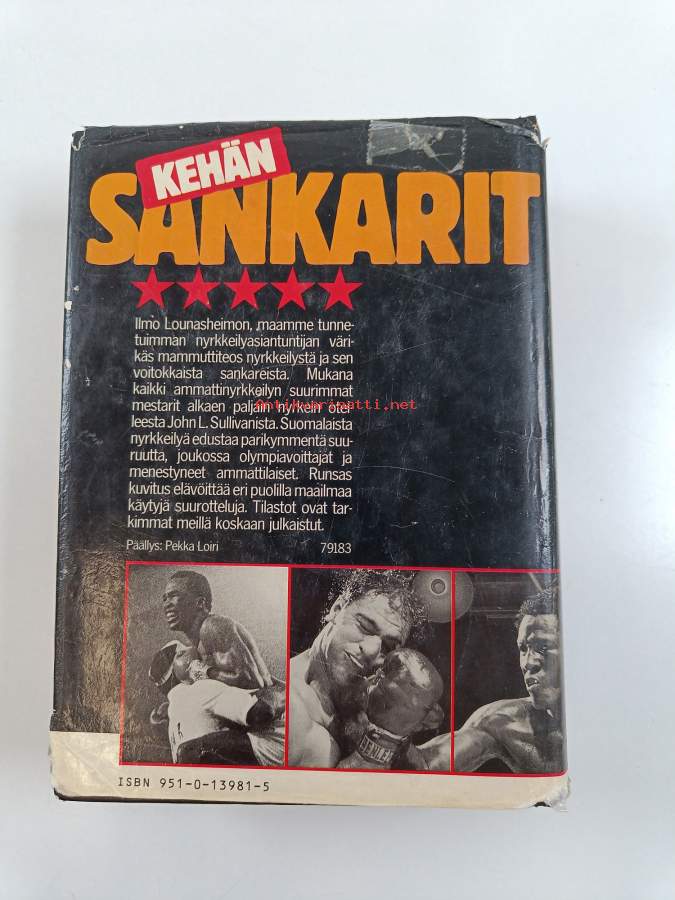 KEHÄN
SANKARIT
Ilmo Lounasheimon, maamme tunne-
tuimman nyrkkeilyasiantuntijan väri-
käs mammuttiteos nyrkkeilystä ja sen
voitokkaista sankareista. Mukana
kaikki ammattinyrkkeilyn suurimmat
mestarit alkaen paljain nyrkein otel-
leesta John L. Sullivanista. Suomalaista
nyrkkeilyä edustaa parikymmentä suu-
ruutta, joukossa olympiavoittajat ja
menestyneet ammattilaiset. Runsas
kuvitus elävöittää eri puolilla maailmaa
käytyjä suurotteluja. Tilastot ovat tar-
kimmat meillä koskaan julkaistut.
Päällys: Pekka Loiri 79183
Antikvariaatti.net
ISBN 951-0-13981-5